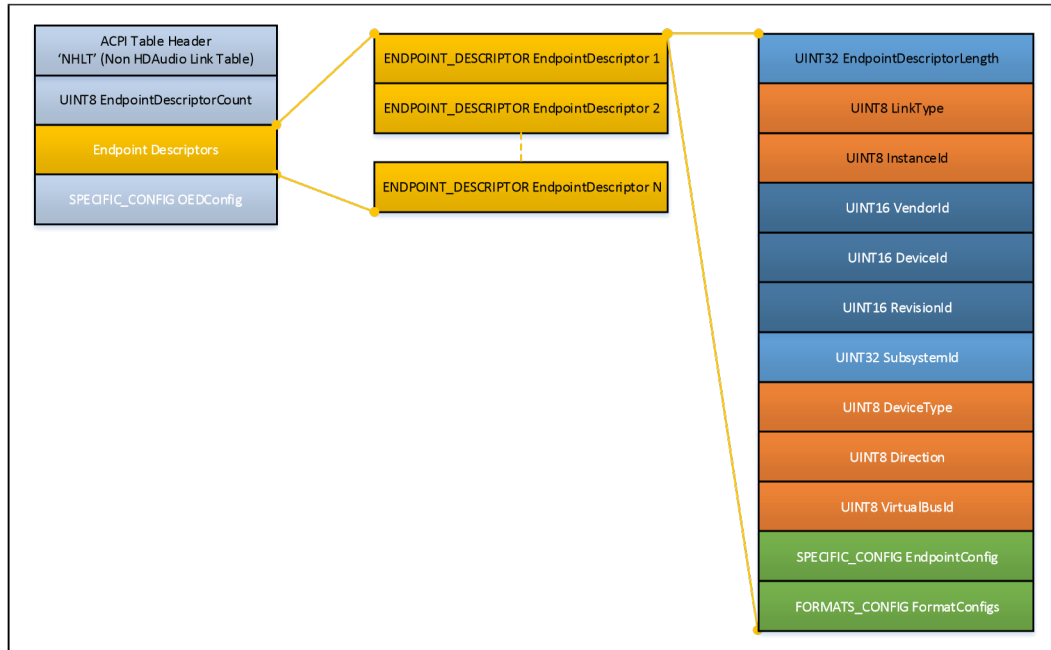 ACPI Table Header
'NHLT' (Non HDAudio Link Table)
UINT8 EndpointDescriptorCount
Endpoint Descriptors
SPECIFIC_CONFIG OEDConfig
ENDPOINT_DESCRIPTOR EndpointDescriptor 1
ENDPOINT_DESCRIPTOR EndpointDescriptor 2
ENDPOINT_DESCRIPTOR EndpointDescriptor N
UINT32 EndpointDescriptorLength
UINT8 LinkType
UINT8 InstanceId
UINT16 VendorId
UINT16 DeviceId
UINT16 RevisionId
UINT32 SubsystemId
UINT8 DeviceType
UINT8 Direction
UINT8 VirtualBusId
SPECIFIC_CONFIG EndpointConfig
FORMATS_CONFIG FormatConfigs